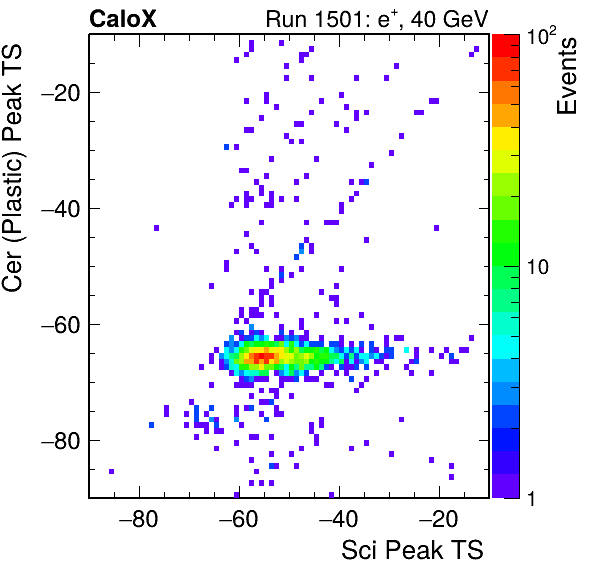 CaloX Run 1501: e⁺, 40 GeV
Cer (Plastic) Peak TS
−20
−40
−60
−80
−80 −60 −40 −20
Sci Peak TS
10²
10
1
Events